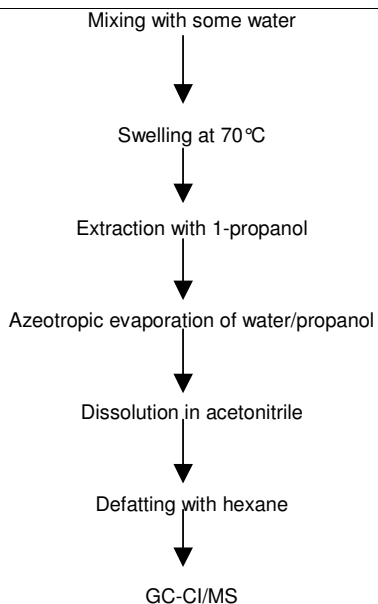 Mixing with some water
Swelling at 70°C
Extraction with 1-propanol
Azeotropic evaporation of water/propanol
Dissolution in acetonitrile
Defatting with hexane
GC-CI/MS